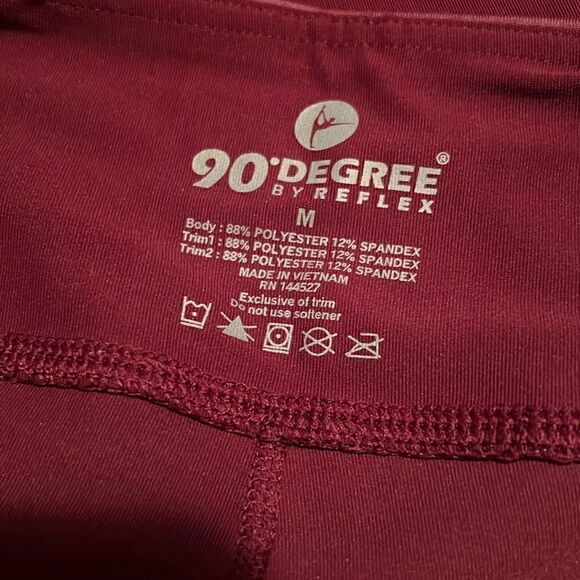 90°DEGREE®
BY REFLEX
M
Body : 88% POLYESTER 12% SPANDEX
Trim1 : 88% POLYESTER 12% SPANDEX
Trim2 : 88% POLYESTER 12% SPANDEX
MADE IN VIETNAM
RN 144527
Exclusive of trim
Do not use softener